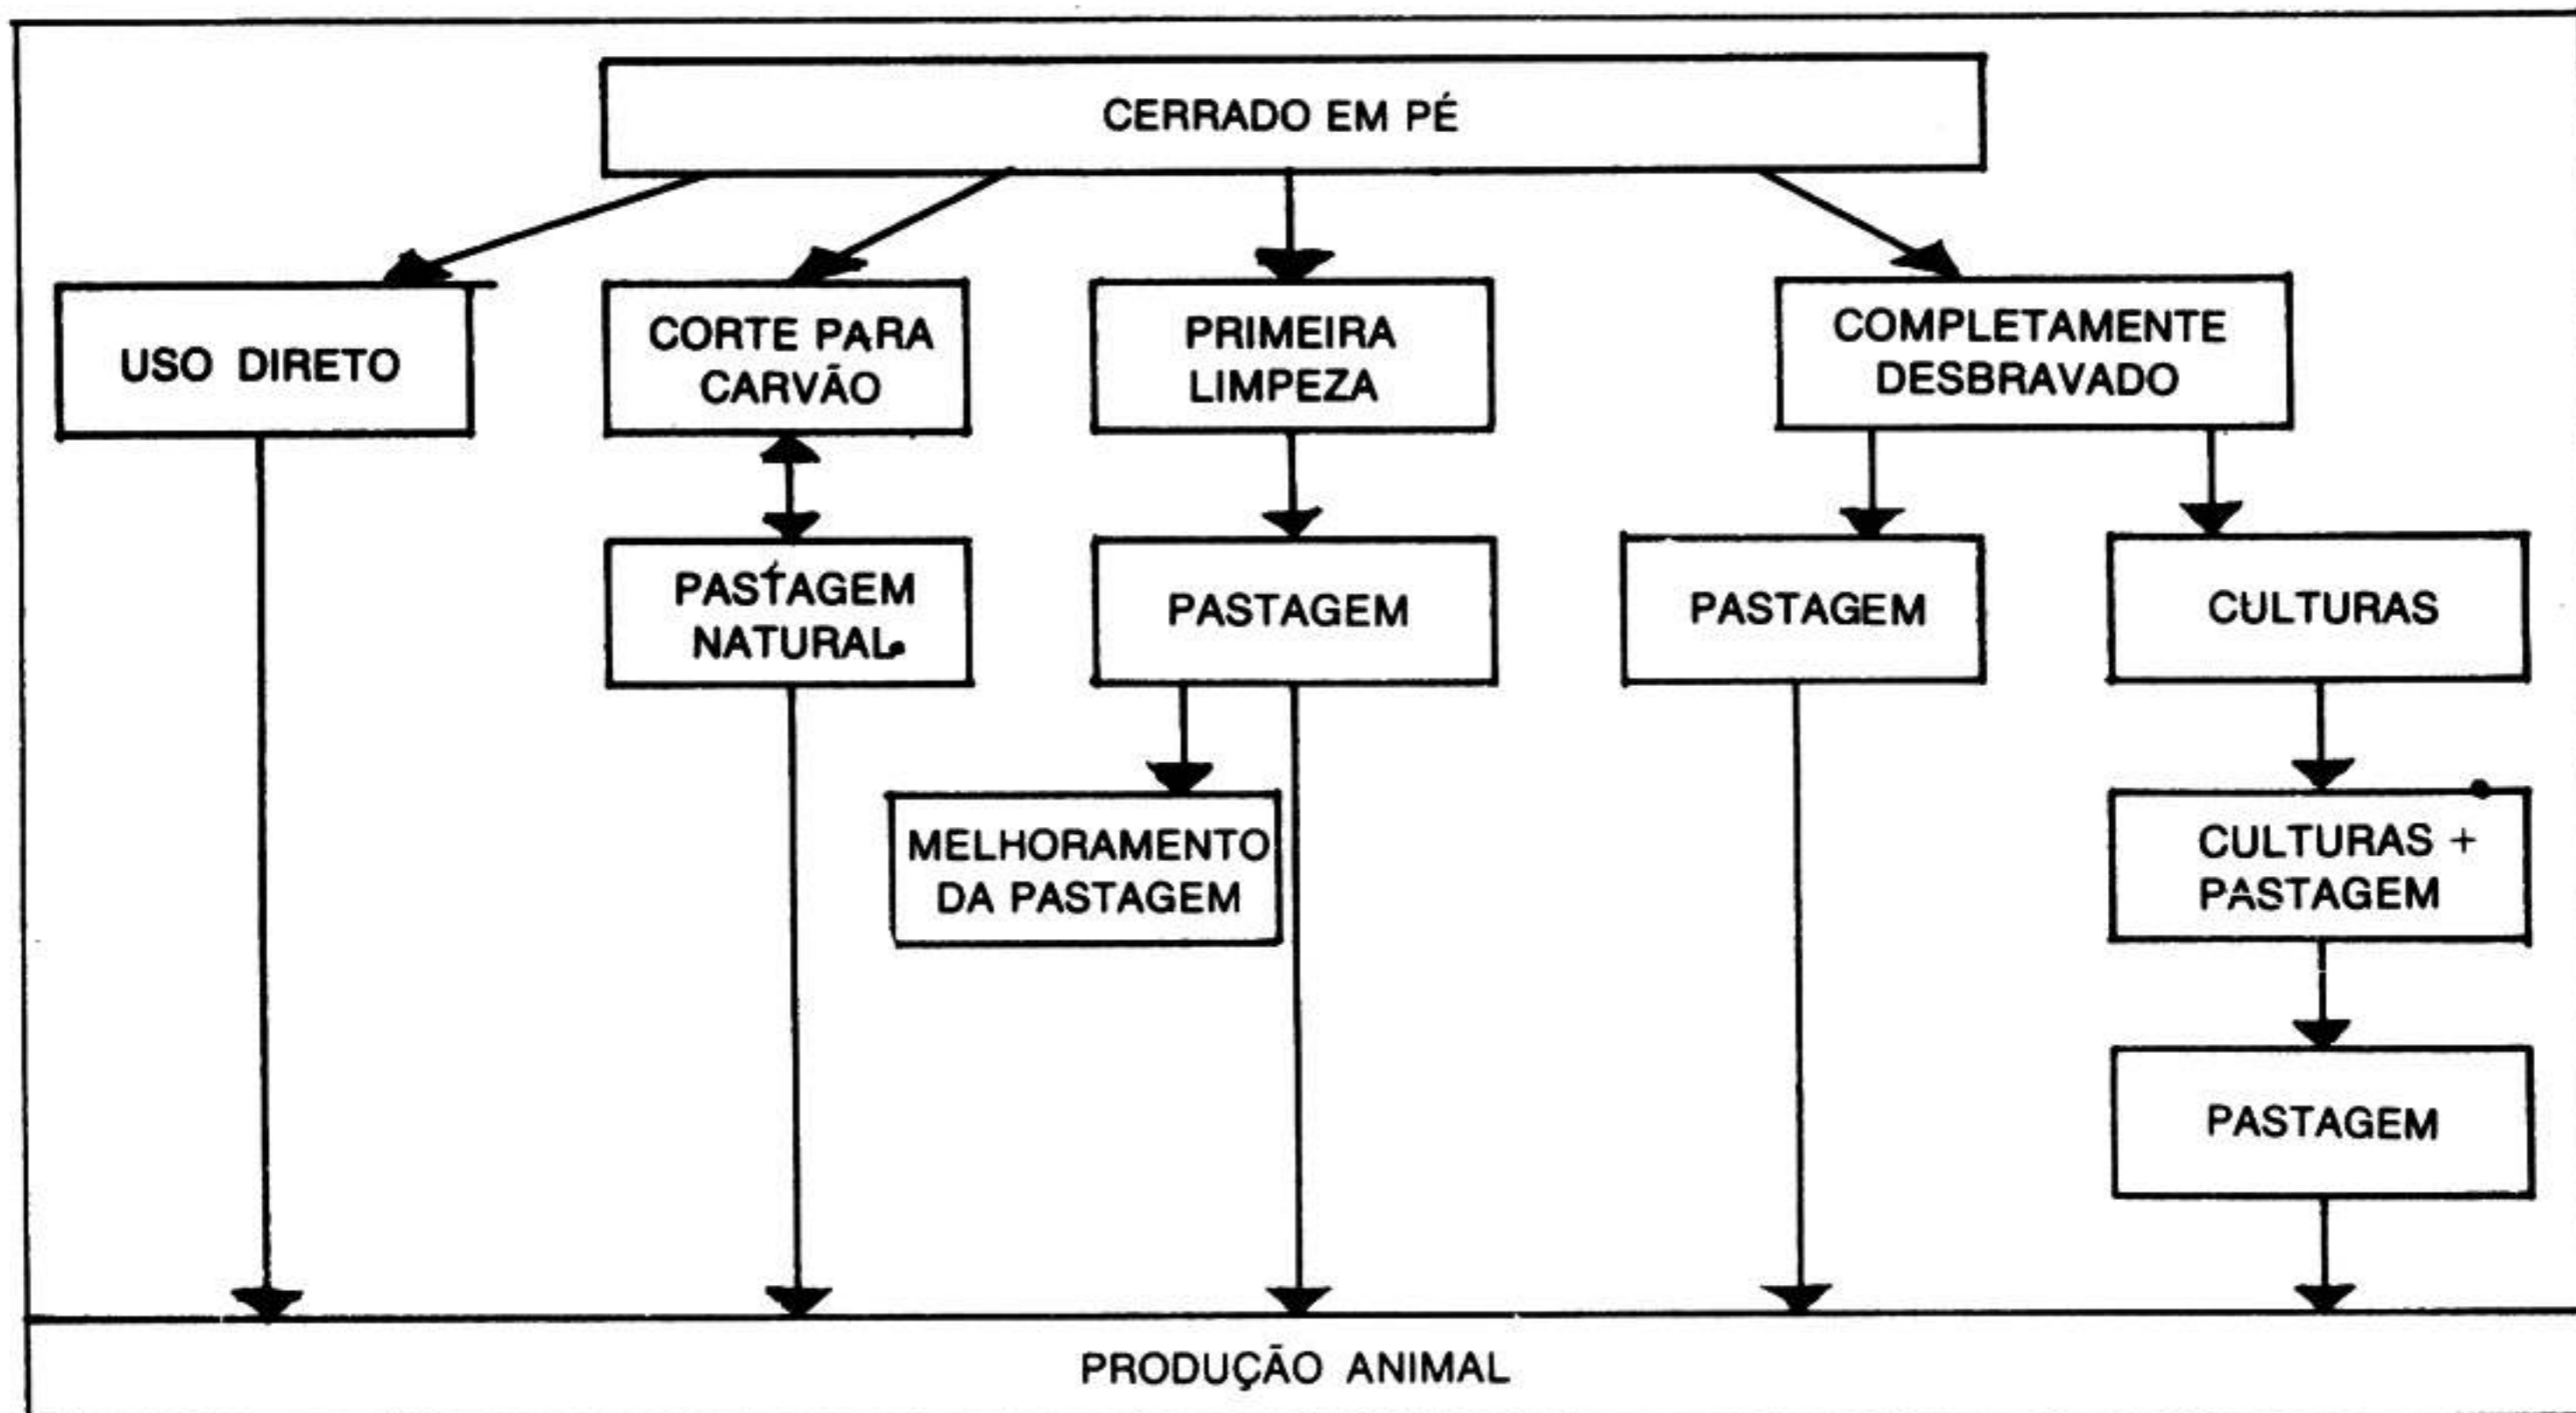 CERRADO EM PÉ
USO DIRETO
CORTE PARA
CARVÃO
PRIMEIRA
LIMPEZA
COMPLETAMENTE
DESBRAVADO
PASTAGEM
NATURAL
PASTAGEM
PASTAGEM
CULTURAS
MELHORAMENTO
DA PASTAGEM
CULTURAS +
PASTAGEM
PASTAGEM
PRODUÇÃO ANIMAL